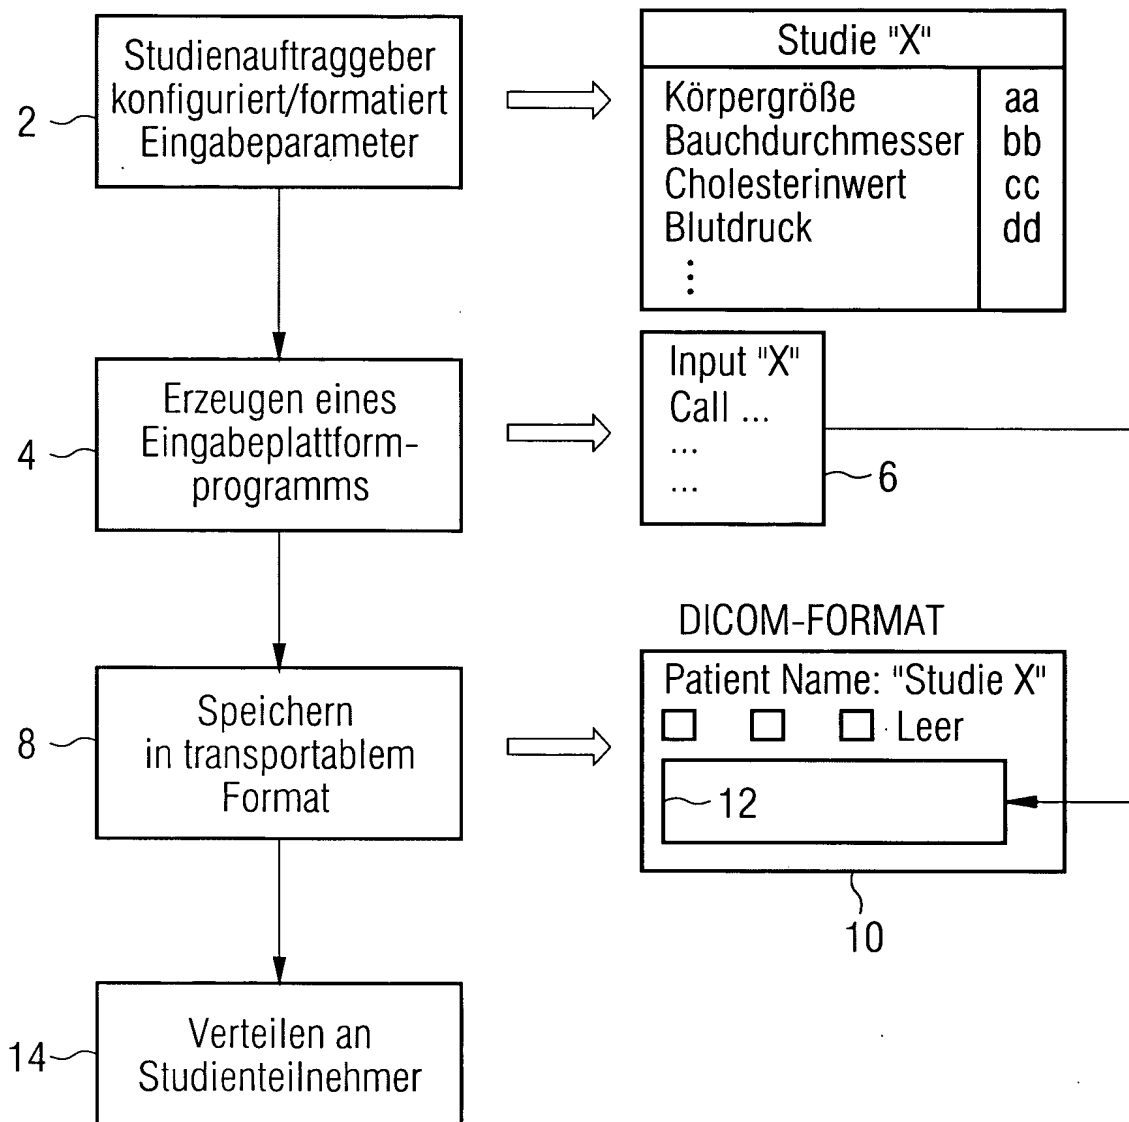 Studienauftraggeber
konfiguriert/formatiert
Eingabeparameter
2
Studie "X"
Körpergröße aa
Bauchdurchmesser bb
Cholesterinwert cc
Blutdruck dd
⋮
Erzeugen eines
Eingabeplattform-
programms
4
Input "X"
Call ...
...
...
6
Speichern
in transportablem
Format
8
DICOM-FORMAT
Patient Name: "Studie X"
Leer
12
10
Verteilen an
Studienteilnehmer
14